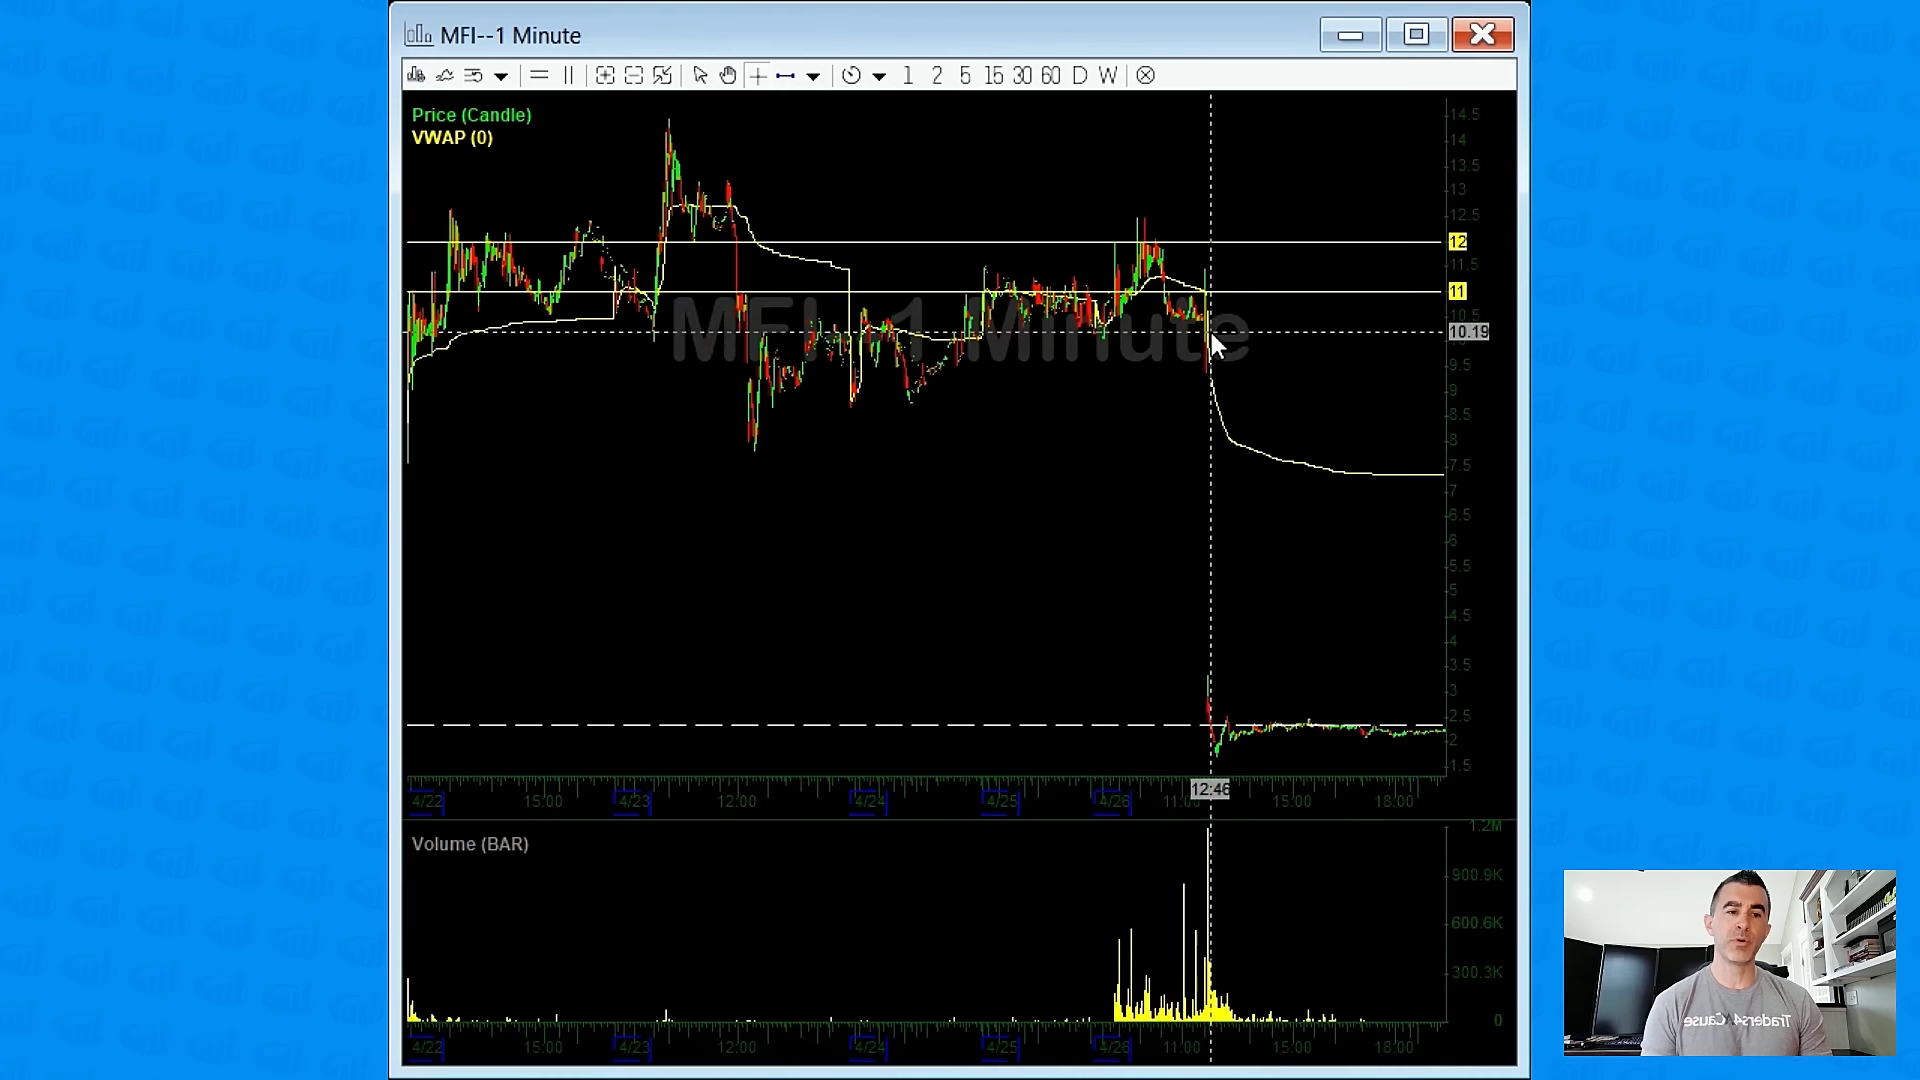 MFI--1 Minute
1 2 5 15 30 60 D W
Price (Candle)
VWAP (0)
MFI--1 Minute
14.5
14
13.5
13
12.5
12
11.5
11
10.5
10.19
9.5
9
8.5
8
7.5
7
6.5
6
5.5
5
4.5
4
3.5
3
2.5
2
1.5
4/22 15:00 4/23 12:00 4/24 4/25 4/26 11:00 12:46 15:00 18:00
Volume (BAR)
1.2M
900.9K
600.6K
300.3K
0
4/22 15:00 4/23 12:00 4/24 4/25 4/26 11:00 15:00 18:00
Traders4 Cause